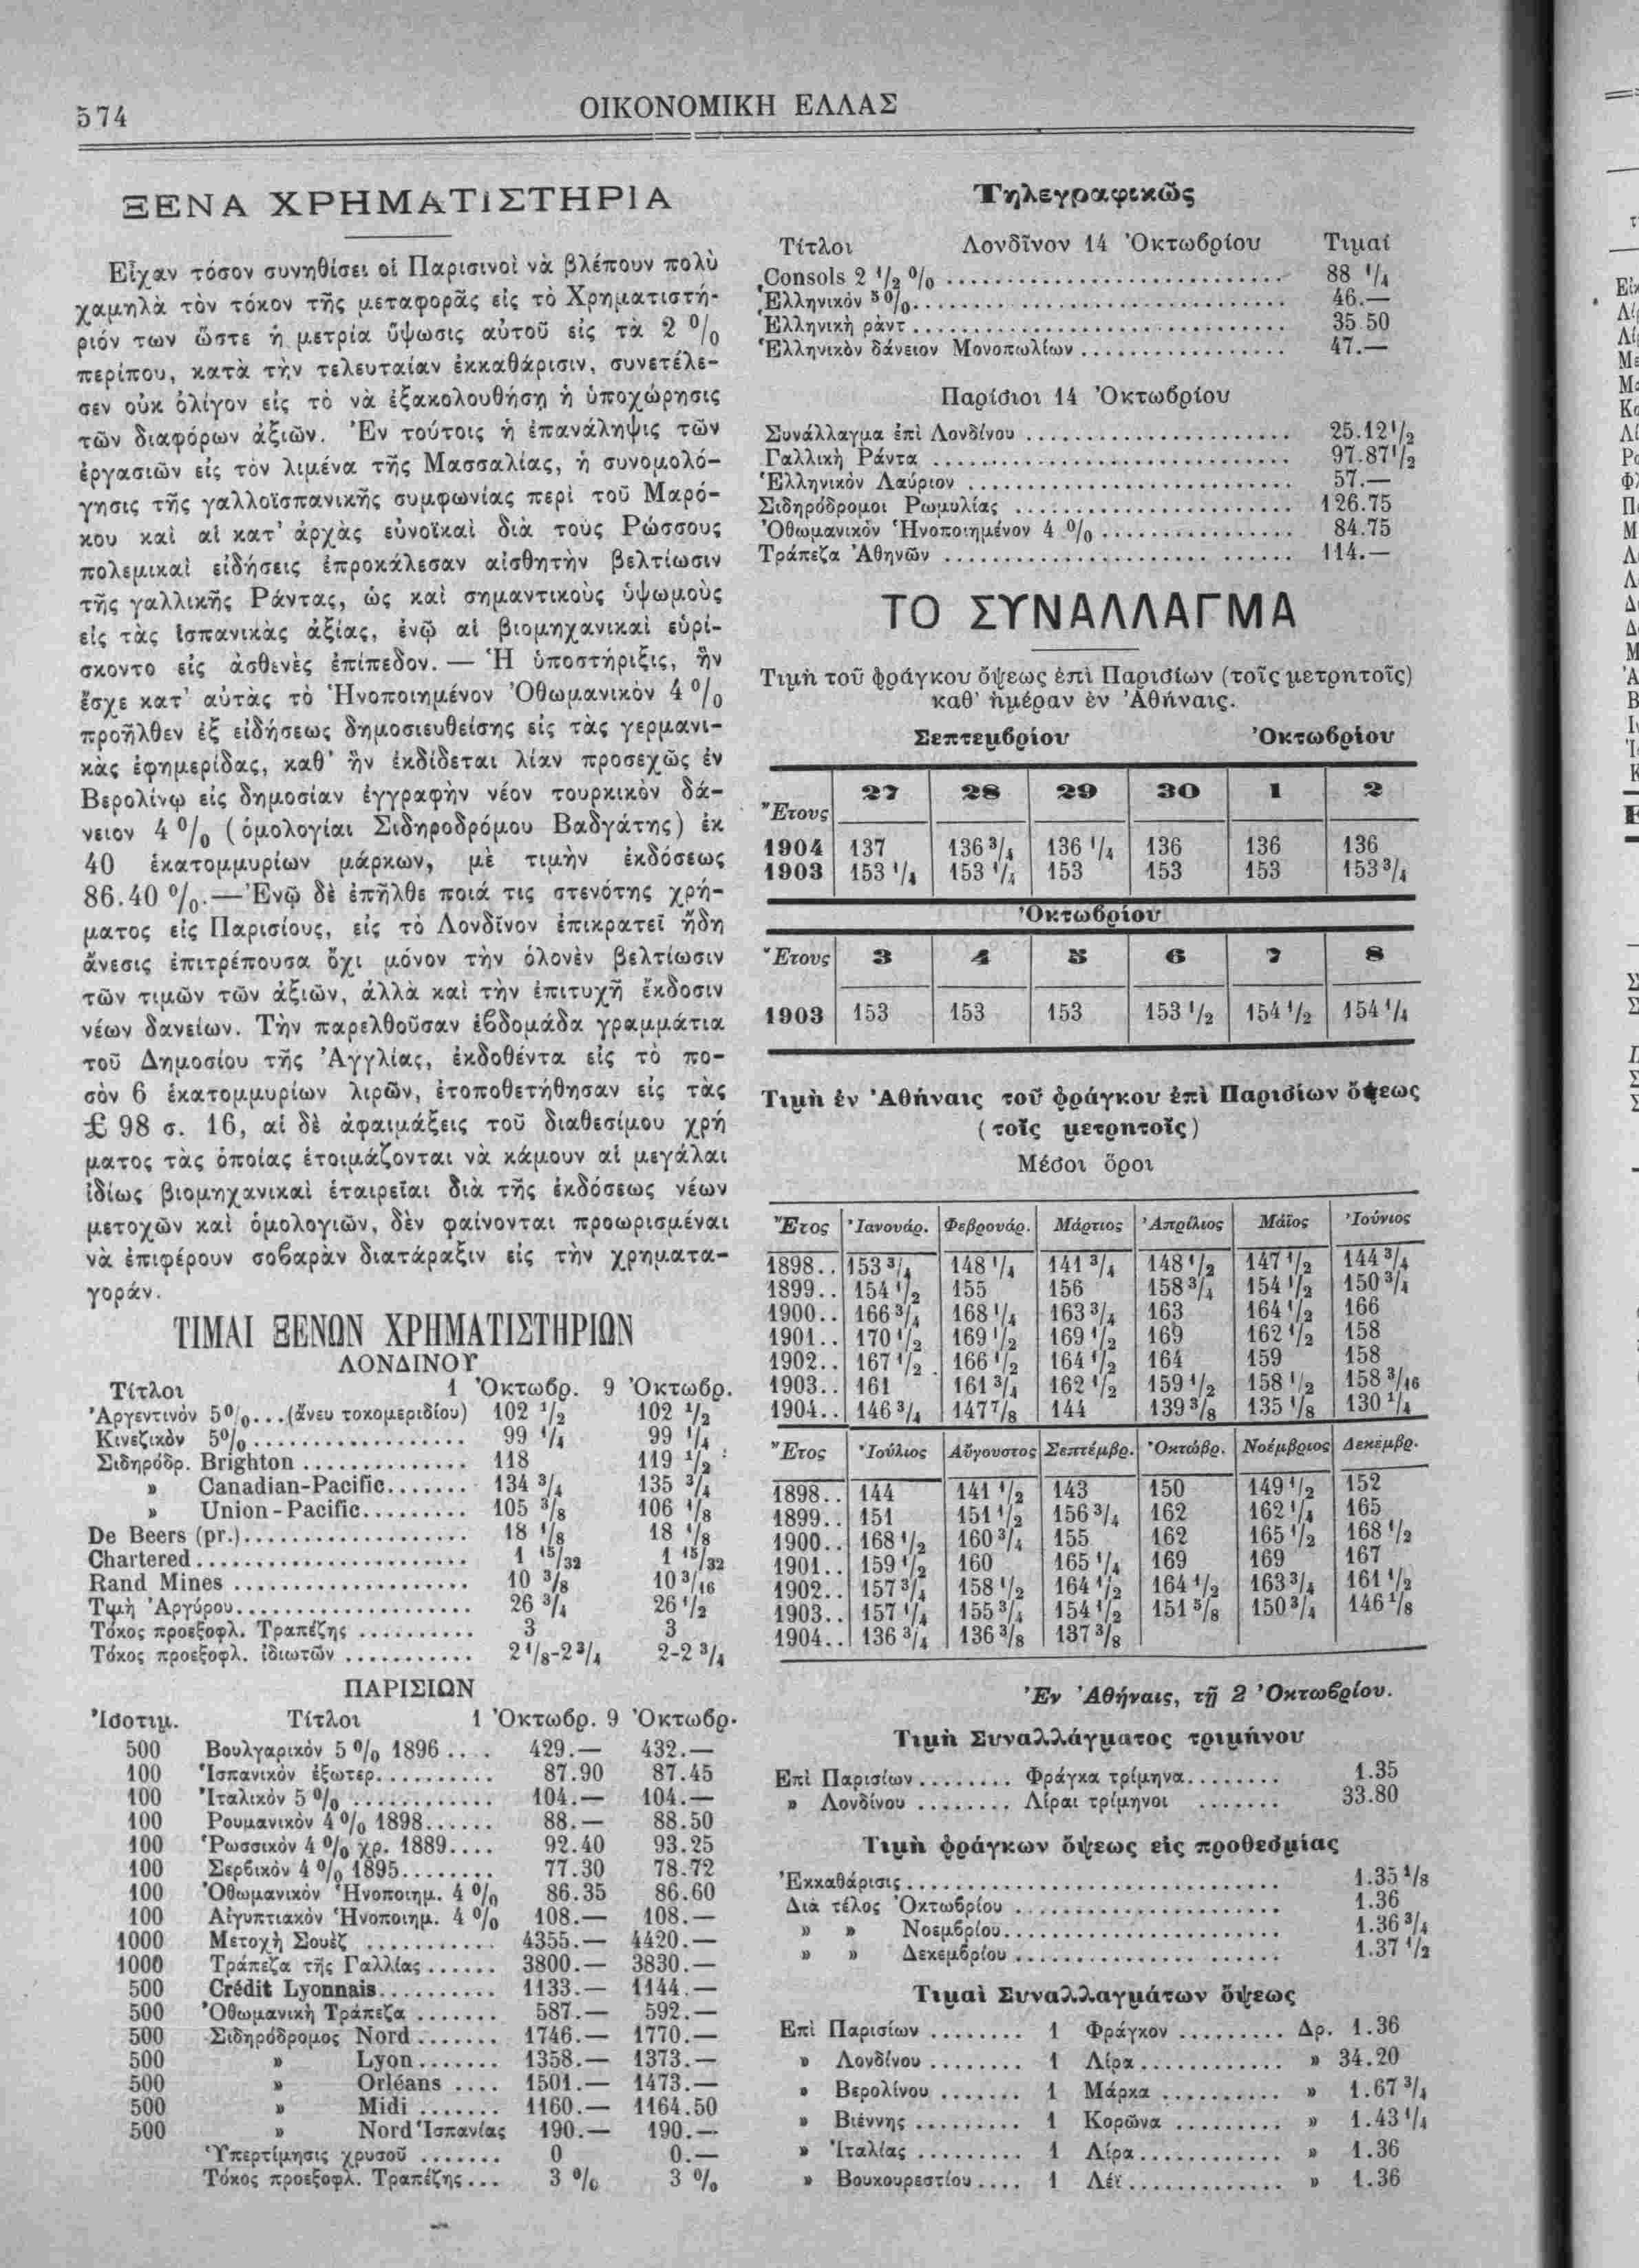 574
ΟΙΚΟΝΟΜΙΚΗ ΕΛΛΑΣ
ΞΕΝΑ ΧΡΗΜΑΤΙΣΤΗΡΙΑ
Εἶχαν τόσον συνηθίσει οἱ Παρισινοὶ νὰ βλέπουν πολὺ
χαμηλὰ τὸν τόκον τῆς μεταφορᾶς εἰς τὸ Χρηματιστή-
ριόν των ὥστε ἡ μετρία ὕψωσις αὐτοῦ εἰς τὰ 2 %
περίπου, κατὰ τὴν τελευταίαν ἐκκαθάρισιν, συνετέλε-
σεν οὐκ ὀλίγον εἰς τὸ νὰ ἐξακολουθήσῃ ἡ ὑποχώρησις
τῶν διαφόρων ἀξιῶν. Ἐν τούτοις ἡ ἐπανάληψις τῶν
ἐργασιῶν εἰς τὸν λιμένα τῆς Μασσαλίας, ἡ συνομολό-
γησις τῆς γαλλοϊσπανικῆς συμφωνίας περὶ τοῦ Μαρό-
κου καὶ αἱ κατ' ἀρχὰς εὐνοϊκαὶ διὰ τοὺς Ρώσσους
πολεμικαὶ εἰδήσεις ἐπροκάλεσαν αἰσθητὴν βελτίωσιν
τῆς γαλλικῆς Ράντας, ὡς καὶ σημαντικοὺς ὑψωμοὺς
εἰς τὰς ἱσπανικὰς ἀξίας, ἐνῷ αἱ βιομηχανικαὶ εὑρί-
σκοντο εἰς ἀσθενὲς ἐπίπεδον. — Ἡ ὑποστήριξις, ἣν
ἔσχε κατ' αὐτὰς τὸ Ἡνοποιημένον Ὀθωμανικὸν 4 %
προῆλθεν ἐξ εἰδήσεως δημοσιευθείσης εἰς τὰς γερμανι-
κὰς ἐφημερίδας, καθ' ἣν ἐκδίδεται λίαν προσεχῶς ἐν
Βερολίνῳ εἰς δημοσίαν ἐγγραφὴν νέον τουρκικὸν δά-
νειον 4 % (ὁμολογίαι Σιδηροδρόμου Βαδγάτης) ἐκ
40 ἑκατομμυρίων μάρκων, μὲ τιμὴν ἐκδόσεως
86.40 %.—Ἐνῷ δὲ ἐπῆλθε ποιά τις στενότης χρή-
ματος εἰς Παρισίους, εἰς τὸ Λονδῖνον ἐπικρατεῖ ἤδη
ἄνεσις ἐπιτρέπουσα ὄχι μόνον τὴν ὁλονὲν βελτίωσιν
τῶν τιμῶν τῶν ἀξιῶν, ἀλλὰ καὶ τὴν ἐπιτυχῆ ἔκδοσιν
νέων δανείων. Τὴν παρελθοῦσαν ἑβδομάδα γραμμάτια
τοῦ Δημοσίου τῆς Ἀγγλίας, ἐκδοθέντα εἰς τὸ πο-
σὸν 6 ἑκατομμυρίων λιρῶν, ἐτοποθετήθησαν εἰς τὰς
£ 98 σ. 16, αἱ δὲ ἀφαιμάξεις τοῦ διαθεσίμου χρή
ματος τὰς ὁποίας ἑτοιμάζονται νὰ κάμουν αἱ μεγάλαι
ἰδίως βιομηχανικαὶ ἑταιρεῖαι διὰ τῆς ἐκδόσεως νέων
μετοχῶν καὶ ὁμολογιῶν, δὲν φαίνονται προωρισμέναι
νὰ ἐπιφέρουν σοβαρὰν διατάραξιν εἰς τὴν χρηματα-
γοράν.
ΤΙΜΑΙ ΞΕΝΩΝ ΧΡΗΜΑΤΙΣΤΗΡΙΩΝ
ΛΟΝΔΙΝΟΥ
Τίτλοι 1 Ὀκτωβρ. 9 Ὀκτωβρ.
Ἀργεντινόν 5%...(ἄνευ τοκομεριδίου) 102 1/2 102 1/2
Κινεζικὸν 5% 99 1/4 99 1/4
Σιδηρόδρ. Brighton 118 119 1/2
» Canadian-Pacific 134 3/4 135 3/4
» Union-Pacific 105 3/8 106 1/8
De Beers (pr.) 18 1/8 18 1/8
Chartered 1 15/32 1 15/32
Rand Mines 10 3/8 10 3/16
Τιμὴ Ἀργύρου 26 3/4 26 1/2
Τόκος προεξοφλ. Τραπέζης 3 3
Τόκος προεξοφλ. ἰδιωτῶν 2 1/8-2 3/4 2-2 3/4
ΠΑΡΙΣΙΩΝ
Ἰσοτιμ. Τίτλοι 1 Ὀκτωβρ. 9 Ὀκτωβρ.
500 Βουλγαρικόν 5 % 1896 429.— 432.—
100 Ἱσπανικόν ἐξωτερ. 87.90 87.45
100 Ἰταλικόν 5 % 104.— 104.—
100 Ρουμανικόν 4 % 1898 88.— 88.50
100 Ῥωσσικόν 4 % χρ. 1889 92.40 93.25
100 Σερβικόν 4 % 1895 77.30 78.72
100 Ὀθωμανικόν Ἡνοποιημ. 4 % 86.35 86.60
100 Αἰγυπτιακόν Ἡνοποιημ. 4 % 108.— 108.—
1000 Μετοχὴ Σουέζ 4355.— 4420.—
1000 Τράπεζα τῆς Γαλλίας 3800.— 3830.—
500 Crédit Lyonnais 1133.— 1144.—
500 Ὀθωμανικὴ Τράπεζα 587.— 592.—
500 Σιδηρόδρομος Nord 1746.— 1770.—
500 » Lyon 1358.— 1373.—
500 » Orléans 1501.— 1473.—
500 » Midi 1160.— 1164.50
500 » Nord Ἱσπανίας 190.— 190.—
Ὑπερτίμησις χρυσοῦ 0 0.—
Τόκος προεξοφλ. Τραπέζης... 3 % 3 %
Τηλεγραφικῶς
Τίτλοι Λονδῖνον 14 Ὀκτωβρίου Τιμαί
Consols 2 1/2 % 88 1/4
Ἑλληνικόν 5% 46.—
Ἑλληνικὴ ράντ 35.50
Ἑλληνικὸν δάνειον Μονοπωλίων 47.—
Παρίσιοι 14 Ὀκτωβρίου
Συνάλλαγμα ἐπὶ Λονδίνου 25.12 1/2
Γαλλικὴ Ράντα 97.87 1/2
Ἑλληνικὸν Λαύριον 57.—
Σιδηρόδρομοι Ρωμυλίας 126.75
Ὀθωμανικὸν Ἡνοποιημένον 4 % 84.75
Τράπεζα Ἀθηνῶν 114.—
ΤΟ ΣΥΝΑΛΛΑΓΜΑ
Τιμὴ τοῦ φράγκου ὄψεως ἐπὶ Παρισίων (τοῖς μετρητοῖς)
καθ' ἡμέραν ἐν Ἀθήναις.
Σεπτεμβρίου Ὀκτωβρίου
Ἔτους 27 28 29 30 1 2
1904 137 136 3/4 136 1/4 136 136 136
1903 153 1/4 153 1/4 153 153 153 153 3/4
Ὀκτωβρίου
Ἔτους 3 4 5 6 7 8
1903 153 153 153 153 1/2 154 1/2 154 1/4
Τιμὴ ἐν Ἀθήναις τοῦ φράγκου ἐπὶ Παρισίων ὄψεως
(τοῖς μετρητοῖς)
Μέσοι ὅροι
Ἔτος Ἰανουάρ. Φεβρουάρ. Μάρτιος Ἀπρίλιος Μάϊος Ἰούνιος
1898.. 153 3/4 148 1/4 141 3/4 148 1/2 147 1/2 144 3/4
1899.. 154 1/2 155 156 158 3/4 154 1/2 150 3/4
1900.. 166 3/4 168 1/4 163 3/4 163 164 1/2 166
1901.. 170 1/2 169 1/2 169 1/2 169 162 1/2 158
1902.. 167 1/2 166 1/2 164 1/2 164 159 158
1903.. 161 161 3/4 162 1/2 159 1/2 158 1/2 158 3/16
1904.. 146 3/4 147 7/8 144 139 3/8 135 1/8 130 1/4
Ἔτος Ἰούλιος Αὔγουστος Σεπτέμβρ. Ὀκτώβρ. Νοέμβριος Δεκέμβρ.
1898.. 144 141 1/2 143 150 149 1/2 152
1899.. 151 151 1/2 156 3/4 162 162 1/4 165
1900.. 168 1/2 160 3/4 155 162 165 1/2 168 1/2
1901.. 159 1/2 160 165 1/4 169 169 167
1902.. 157 3/4 158 1/2 164 1/2 164 1/2 163 3/4 161 1/2
1903.. 157 1/4 155 3/4 154 1/2 151 5/8 150 3/4 146 1/8
1904.. 136 3/4 136 3/8 137 3/8
Ἐν Ἀθήναις, τῇ 2 Ὀκτωβρίου.
Τιμὴ Συναλλάγματος τριμήνου
Ἐπὶ Παρισίων Φράγκα τρίμηνα 1.35
» Λονδίνου Λίραι τρίμηνοι 33.80
Τιμὴ φράγκων ὄψεως εἰς προθεσμίας
Ἐκκαθάρισις 1.35 1/8
Διὰ τέλος Ὀκτωβρίου 1.36
» » Νοεμβρίου 1.36 3/4
» » Δεκεμβρίου 1.37 1/2
Τιμαὶ Συναλλαγμάτων ὄψεως
Ἐπὶ Παρισίων 1 Φράγκον Δρ. 1.36
» Λονδίνου 1 Λίρα » 34.20
» Βερολίνου 1 Μάρκα » 1.67 3/4
» Βιέννης 1 Κορῶνα » 1.43 1/4
» Ἰταλίας 1 Λίρα » 1.36
» Βουκουρεστίου 1 Λέϊ » 1.36